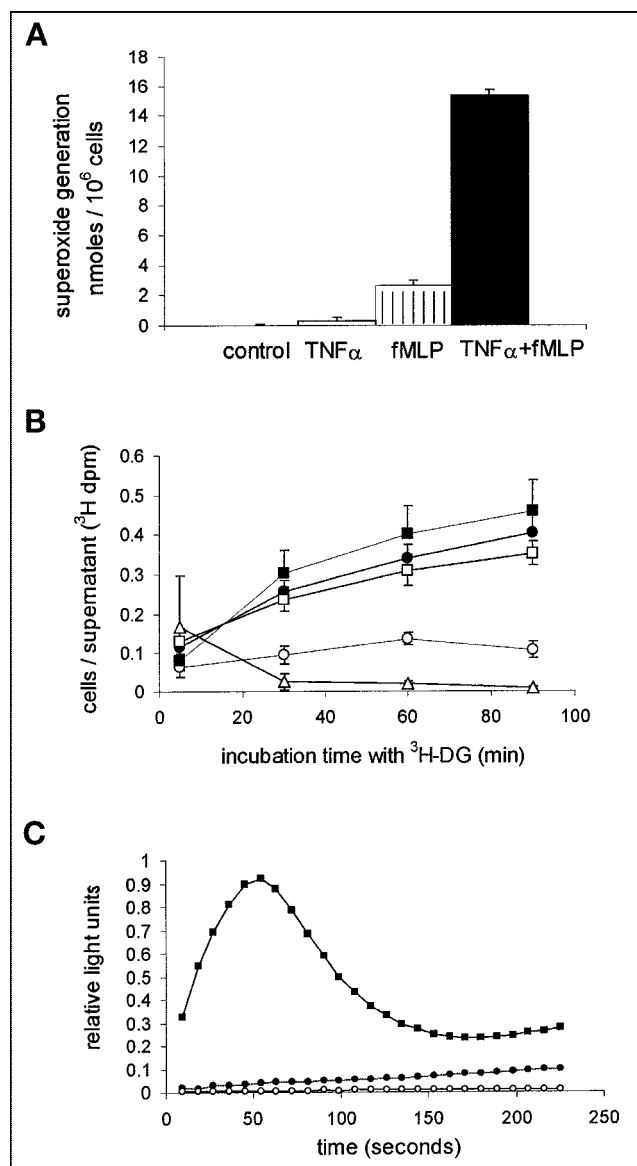 A
superoxide generation
nmoles / 10⁶ cells
18
16
14
12
10
8
6
4
2
0
control TNFα fMLP TNFα+fMLP
B
cells / supernatant (³H dpm)
0.6
0.5
0.4
0.3
0.2
0.1
0
0 20 40 60 80 100
incubation time with ³H-DG (min)
C
relative light units
1
0.9
0.8
0.7
0.6
0.5
0.4
0.3
0.2
0.1
0
0 50 100 150 200 250
time (seconds)